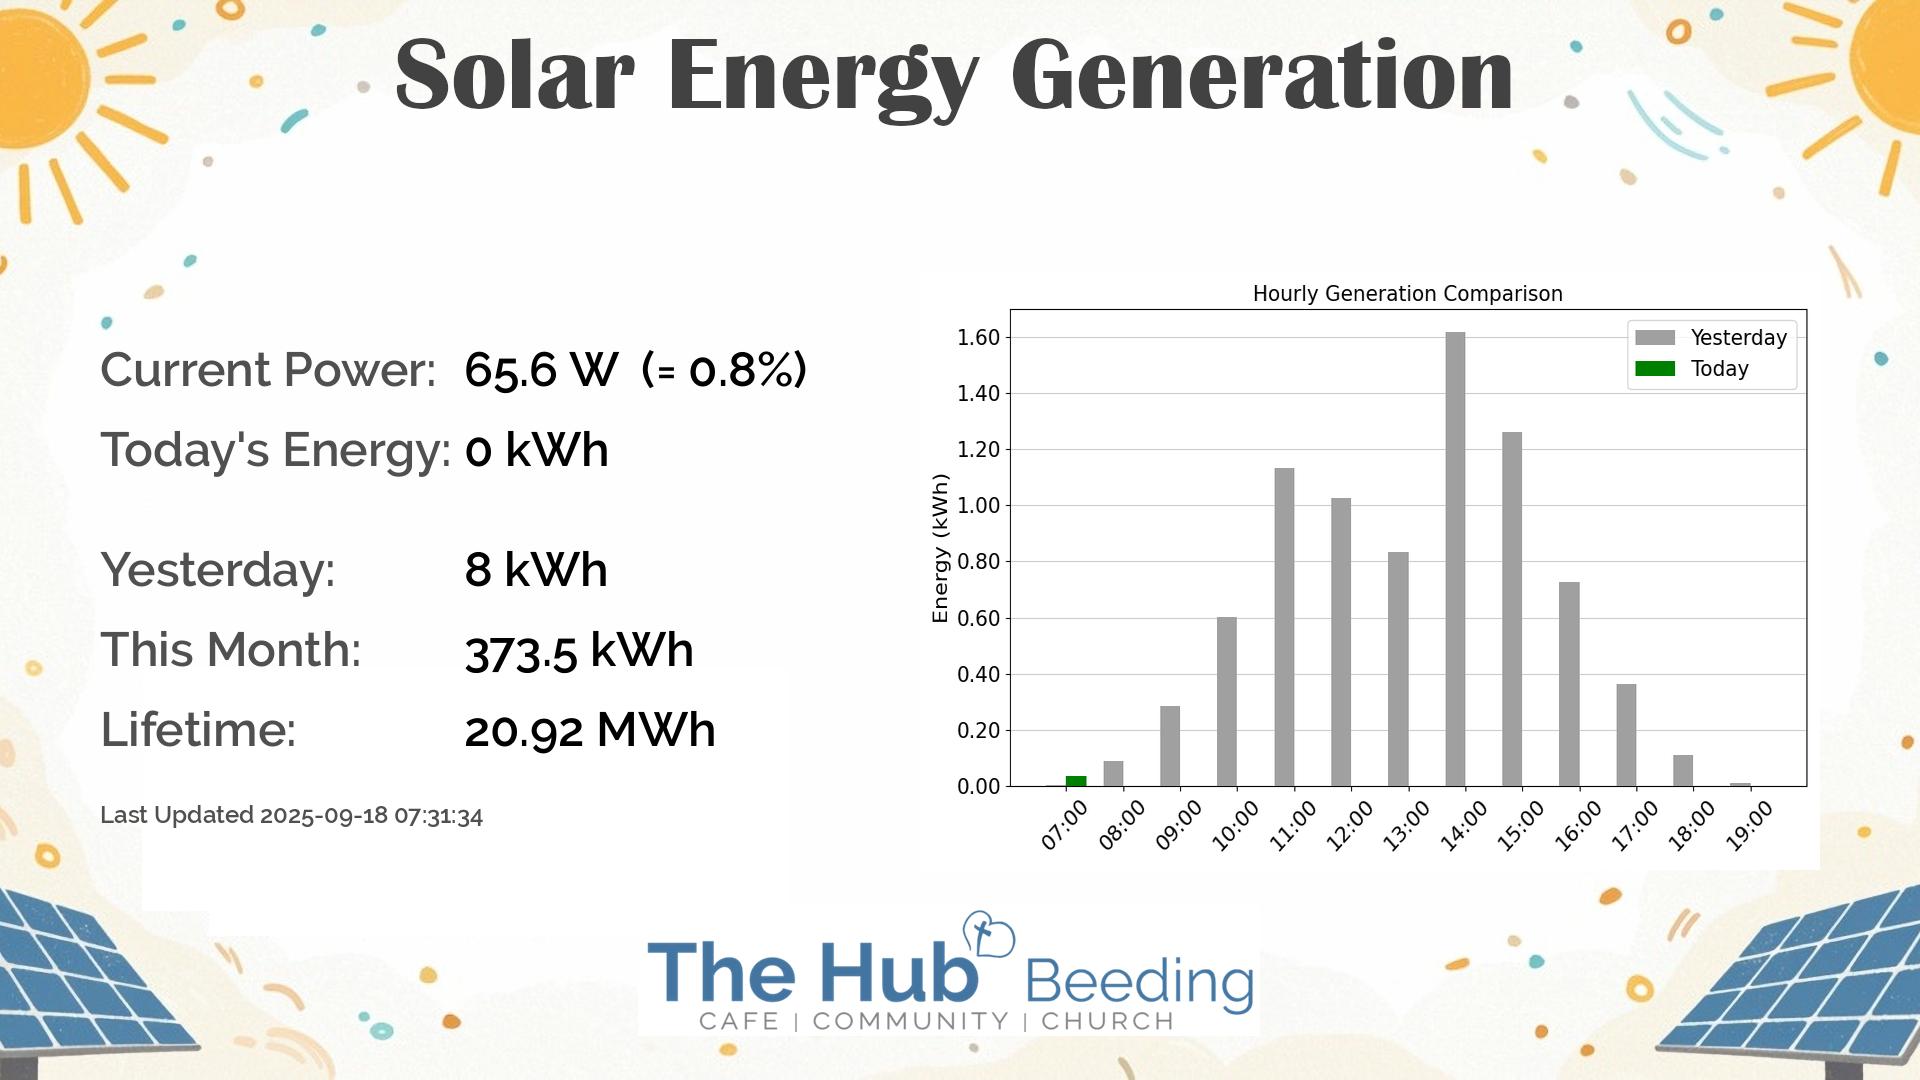 Solar Energy Generation
Current Power: 65.6 W (= 0.8%)
Today's Energy: 0 kWh
Yesterday: 8 kWh
This Month: 373.5 kWh
Lifetime: 20.92 MWh
Last Updated 2025-09-18 07:31:34
Hourly Generation Comparison
Yesterday
Today
Energy (kWh)
1.60
1.40
1.20
1.00
0.80
0.60
0.40
0.20
0.00
07:00 08:00 09:00 10:00 11:00 12:00 13:00 14:00 15:00 16:00 17:00 18:00 19:00
The Hub Beeding
CAFE | COMMUNITY | CHURCH